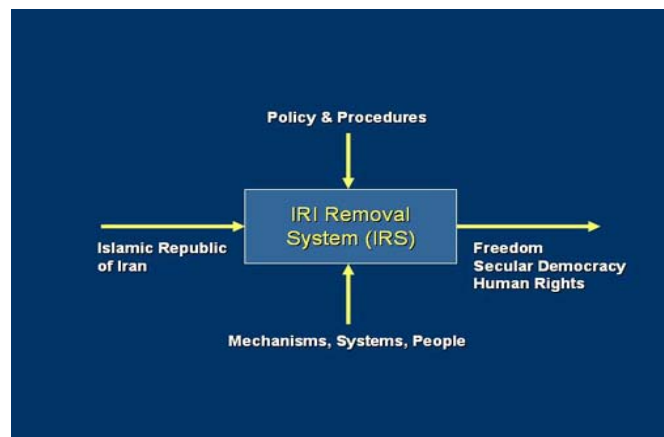 Policy & Procedures
IRI Removal
System (IRS)
Islamic Republic
of Iran
Freedom
Secular Democracy
Human Rights
Mechanisms, Systems, People